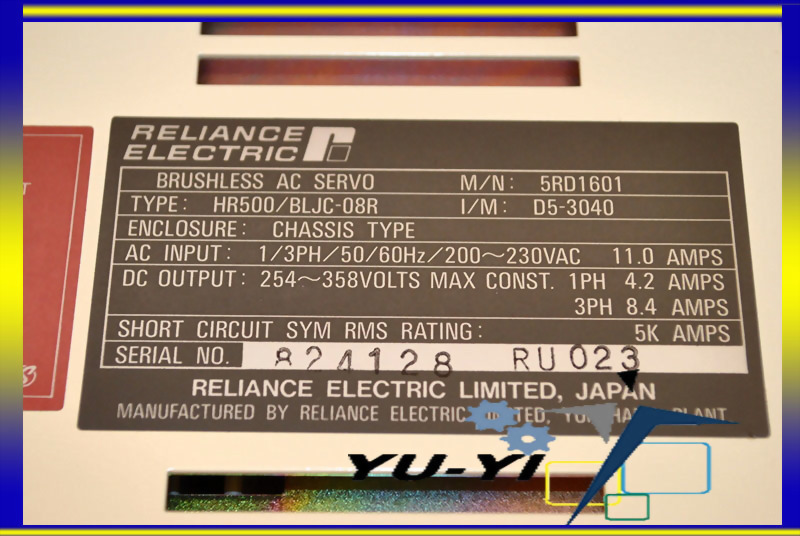 RELIANCE
ELECTRIC
BRUSHLESS AC SERVO M/N: 5RD1601
TYPE: HR500/BLJC-08R I/M: D5-3040
ENCLOSURE: CHASSIS TYPE
AC INPUT: 1/3PH/50/60Hz/200~230VAC 11.0 AMPS
DC OUTPUT: 254~358VOLTS MAX CONST. 1PH 4.2 AMPS
3PH 8.4 AMPS
SHORT CIRCUIT SYM RMS RATING: 5K AMPS
SERIAL NO. 824128 RU023
RELIANCE ELECTRIC LIMITED, JAPAN
MANUFACTURED BY RELIANCE ELECTRIC PLANT
YU-YI